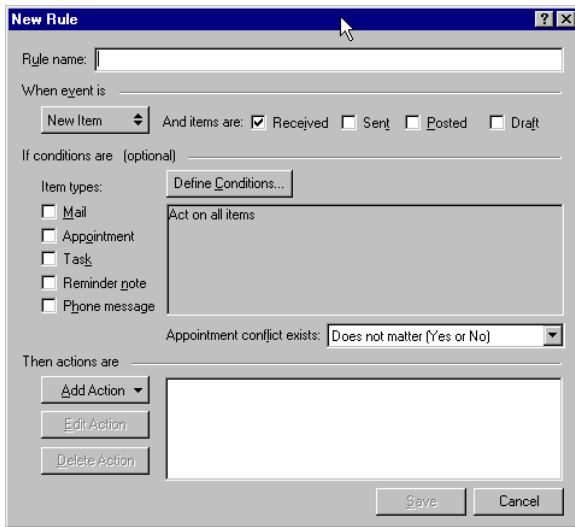 New Rule
Rule name:
When event is
New Item And items are: Received Sent Posted Draft
If conditions are (optional)
Item types: Define Conditions...
Mail Act on all items
Appointment
Task
Reminder note
Phone message
Appointment conflict exists: Does not matter (Yes or No)
Then actions are
Add Action
Edit Action
Delete Action
Save Cancel